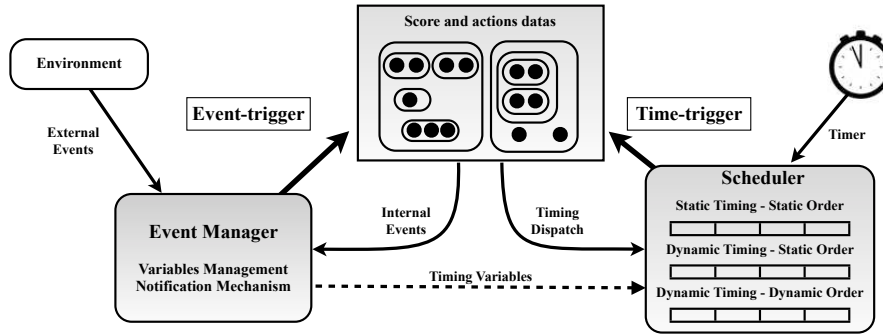 Score and actions datas
Environment
Event-trigger
Time-trigger
External
Events
Timer
Internal
Events
Timing
Dispatch
Event Manager
Variables Management
Notification Mechanism
Timing Variables
Scheduler
Static Timing - Static Order
Dynamic Timing - Static Order
Dynamic Timing - Dynamic Order